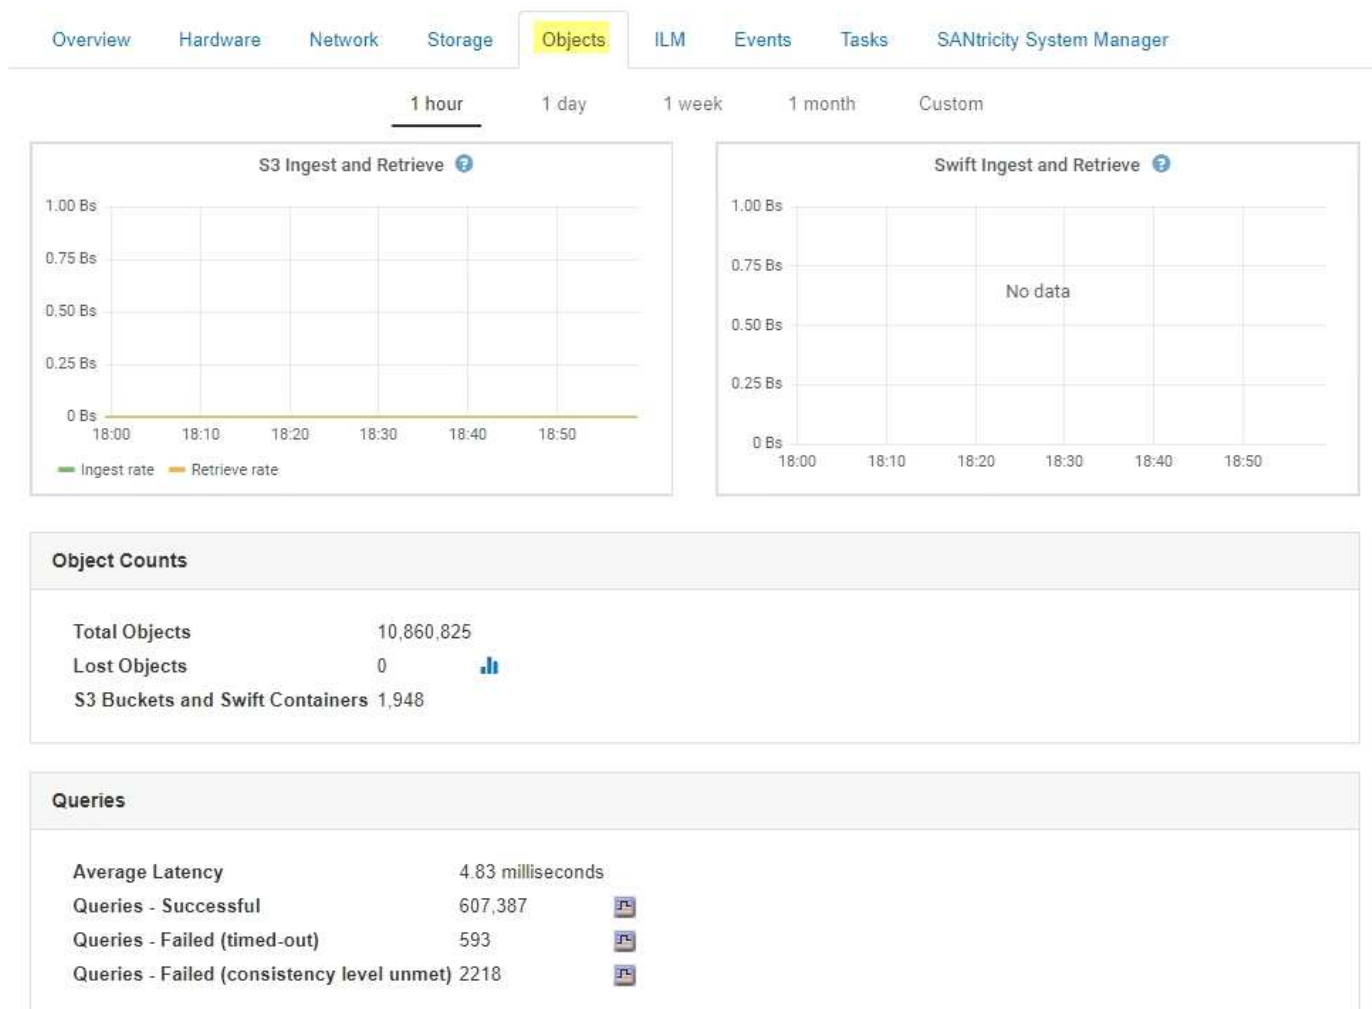 Overview Hardware Network Storage Objects ILM Events Tasks SANtricity System Manager
1 hour 1 day 1 week 1 month Custom
S3 Ingest and Retrieve ?
1.00 Bs
0.75 Bs
0.50 Bs
0.25 Bs
0 Bs
18:00 18:10 18:20 18:30 18:40 18:50
Ingest rate Retrieve rate
Swift Ingest and Retrieve ?
1.00 Bs
0.75 Bs
No data
0.50 Bs
0.25 Bs
0 Bs
18:00 18:10 18:20 18:30 18:40 18:50
Object Counts
Total Objects 10,860,825
Lost Objects 0
S3 Buckets and Swift Containers 1,948
Queries
Average Latency 4.83 milliseconds
Queries - Successful 607,387
Queries - Failed (timed-out) 593
Queries - Failed (consistency level unmet) 2218